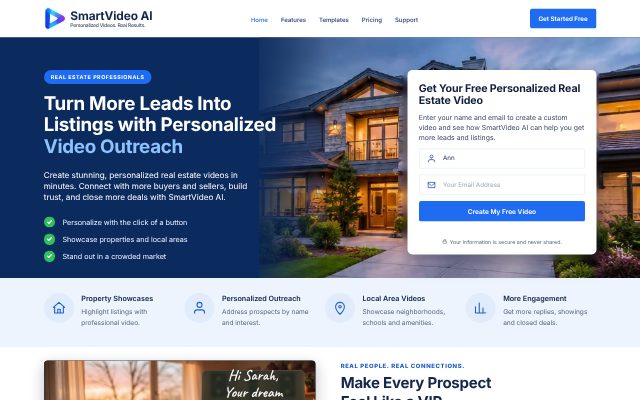 SmartVideo AI
Personalized Videos. Real Results.
Home
Features
Templates
Pricing
Support
Get Started Free
REAL ESTATE PROFESSIONALS
Turn More Leads Into
Listings with Personalized
Video Outreach
Create stunning, personalized real estate videos in
minutes. Connect with more buyers and sellers, build
trust, and close more deals with SmartVideo AI.
Personalize with the click of a button
Showcase properties and local areas
Stand out in a crowded market
Get Your Free Personalized Real
Estate Video
Enter your name and email to create a custom
video and see how SmartVideo AI can help you get
more leads and listings.
Ann
Your Email Address
Create My Free Video
Your information is secure and never shared.
Property Showcases
Highlight listings with
professional video.
Personalized Outreach
Address prospects by name
and interest.
Local Area Videos
Showcase neighborhoods,
schools and amenities.
More Engagement
Get more replies, showings
and closed deals.
Hi Sarah,
Your dream
REAL PEOPLE. REAL CONNECTIONS.
Make Every Prospect
Feel Like a VIP